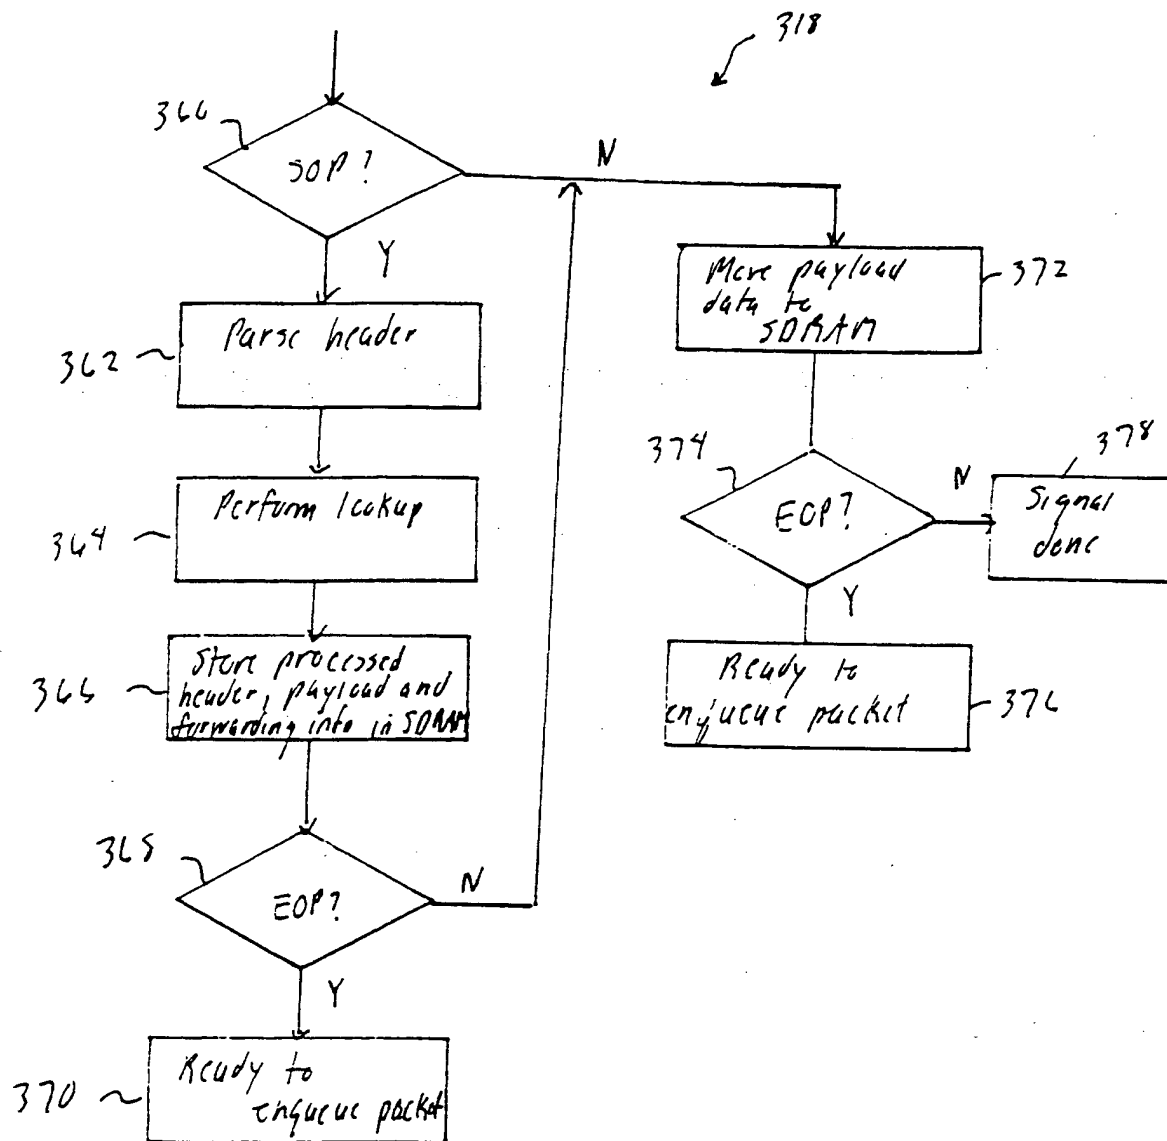 318
360
SOP?
N
Y
Move payload
data to
SDRAM
372
Parse header
362
374
EOP?
N
378
Signal
done
Perform lookup
364
Y
Store processed
header, payload and
forwarding info in SDRAM
366
Ready to
enqueue packet
376
368
EOP?
N
Y
Ready to
enqueue packet
370